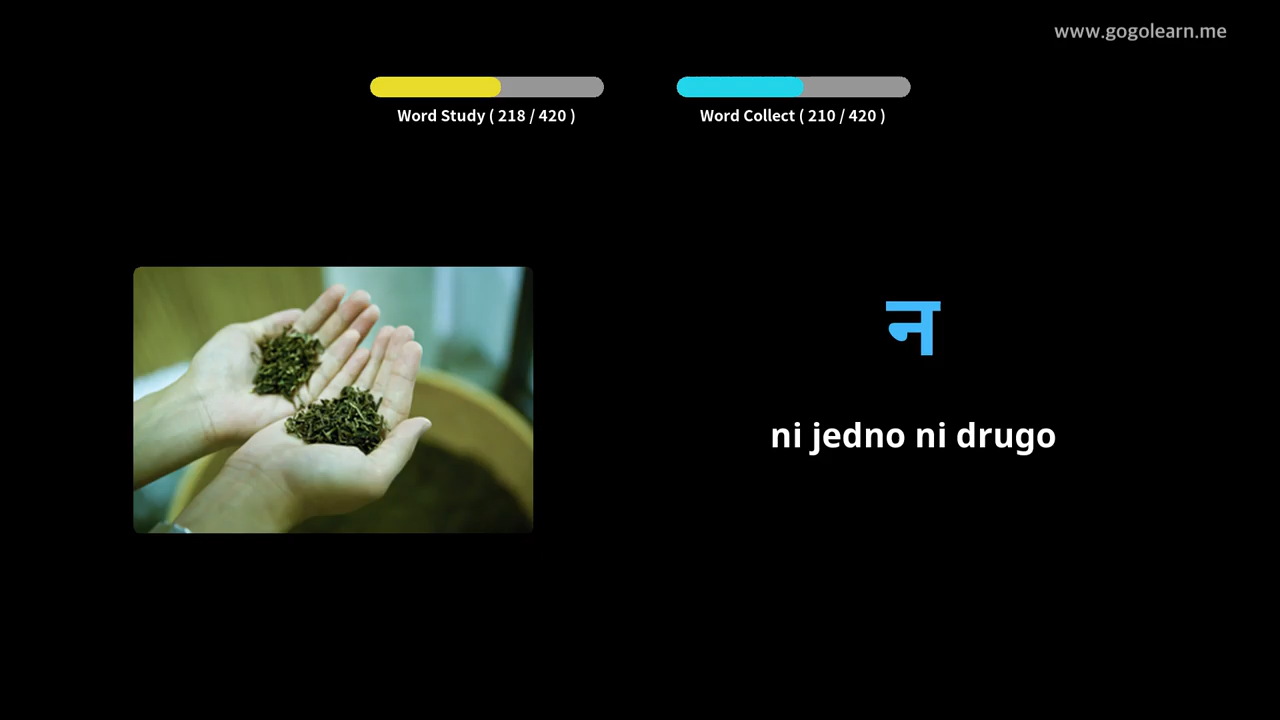 www.gogolearn.me
Word Study ( 218 / 420 )
Word Collect ( 210 / 420 )
न
ni jedno ni drugo